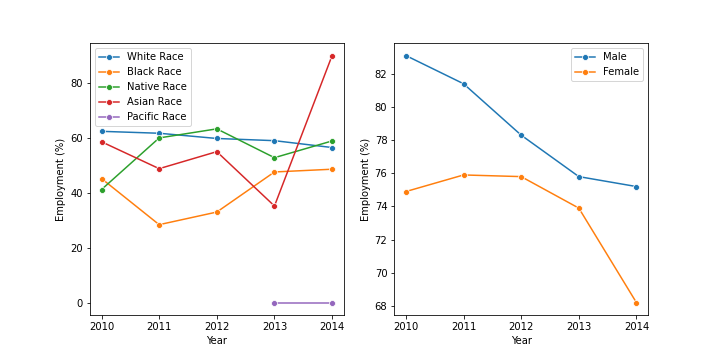 White Race
Black Race
Native Race
Asian Race
Pacific Race
Employment (%)
80
60
40
20
0
2010 2011 2012 2013 2014
Year
Male
Female
Employment (%)
82
80
78
76
74
72
70
68
2010 2011 2012 2013 2014
Year